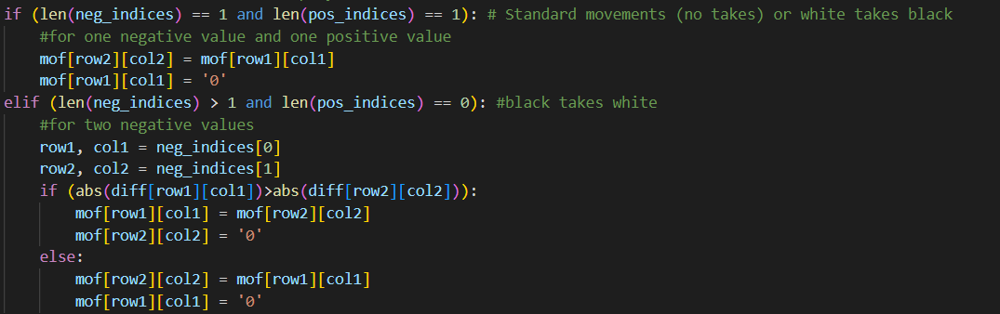 if (len(neg_indices) == 1 and len(pos_indices) == 1): # Standard movements (no takes) or white takes black
    #for one negative value and one positive value
    mof[row2][col2] = mof[row1][col1]
    mof[row1][col1] = '0'
elif (len(neg_indices) > 1 and len(pos_indices) == 0): #black takes white
    #for two negative values
    row1, col1 = neg_indices[0]
    row2, col2 = neg_indices[1]
    if (abs(diff[row1][col1])>abs(diff[row2][col2])):
        mof[row1][col1] = mof[row2][col2]
        mof[row2][col2] = '0'
    else:
        mof[row2][col2] = mof[row1][col1]
        mof[row1][col1] = '0'